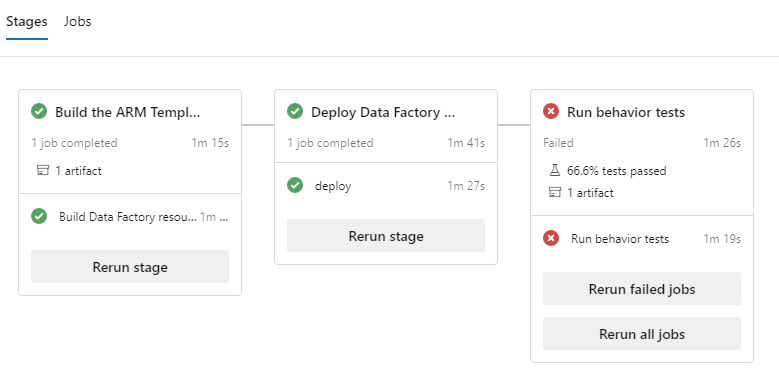 Stages Jobs
Build the ARM Templ...
1 job completed 1m 15s
1 artifact
Build Data Factory resou... 1m ...
Rerun stage
Deploy Data Factory ...
1 job completed 1m 41s
deploy 1m 27s
Rerun stage
Run behavior tests
Failed 1m 26s
66.6% tests passed
1 artifact
Run behavior tests 1m 19s
Rerun failed jobs
Rerun all jobs